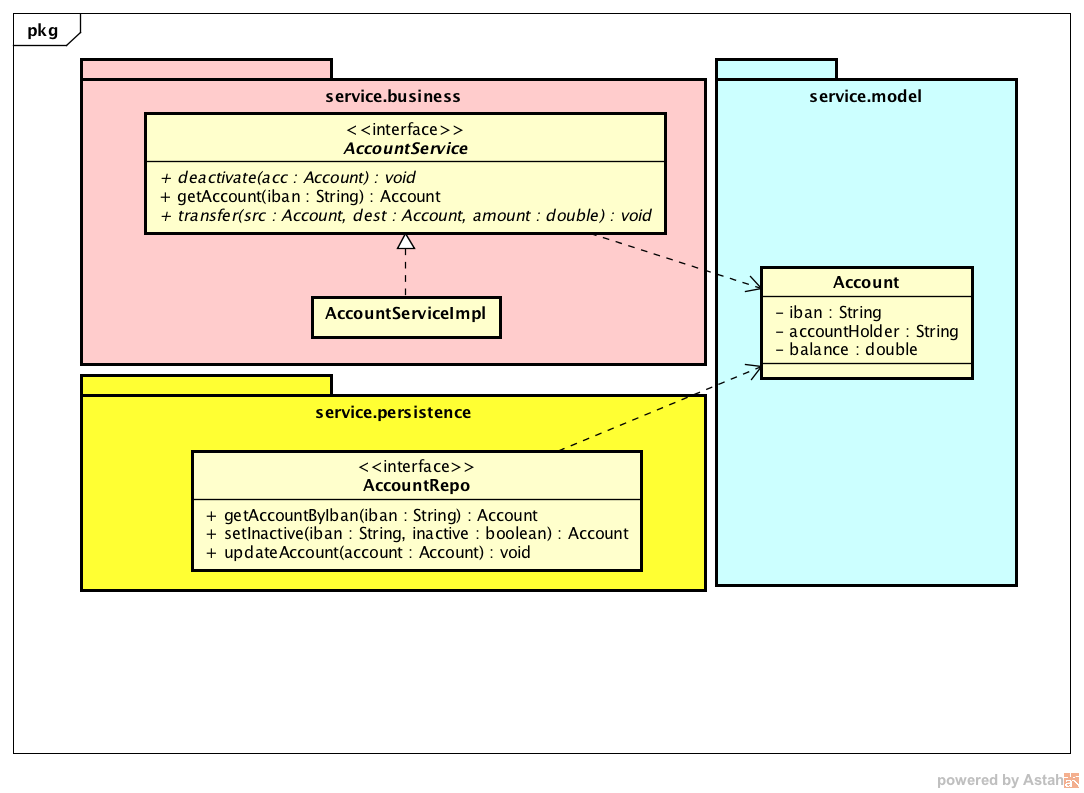 pkg
service.business
<<interface>>
AccountService
+ deactivate(acc : Account) : void
+ getAccount(iban : String) : Account
+ transfer(src : Account, dest : Account, amount : double) : void
AccountServiceImpl
service.model
Account
- iban : String
- accountHolder : String
- balance : double
service.persistence
<<interface>>
AccountRepo
+ getAccountByIban(iban : String) : Account
+ setInactive(iban : String, inactive : boolean) : Account
+ updateAccount(account : Account) : void
powered by Astah